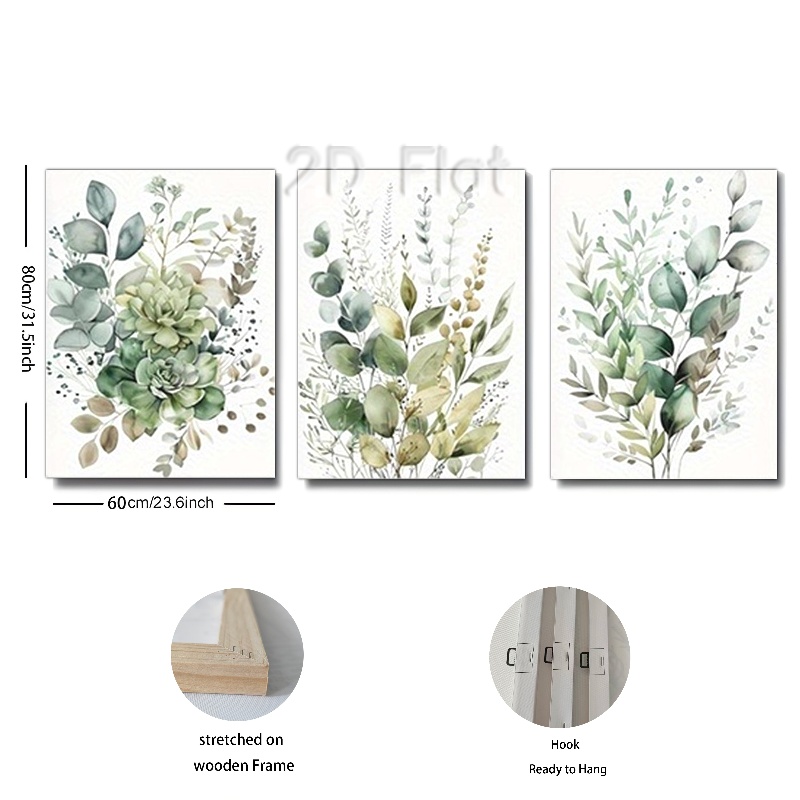 2D Flat
80cm/31.5inch
60cm/23.6inch
stretched on
wooden Frame
Hook
Ready to Hang